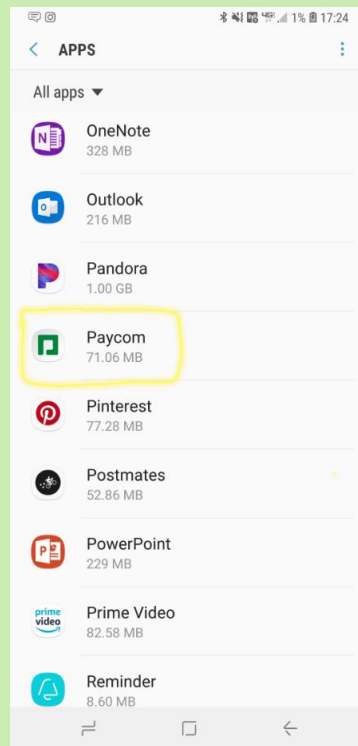 1% 17:24
APPS
All apps
OneNote
328 MB
Outlook
216 MB
Pandora
1.00 GB
Paycom
71.06 MB
Pinterest
77.28 MB
Postmates
52.86 MB
PowerPoint
229 MB
prime
video
Prime Video
82.58 MB
Reminder
8.60 MB